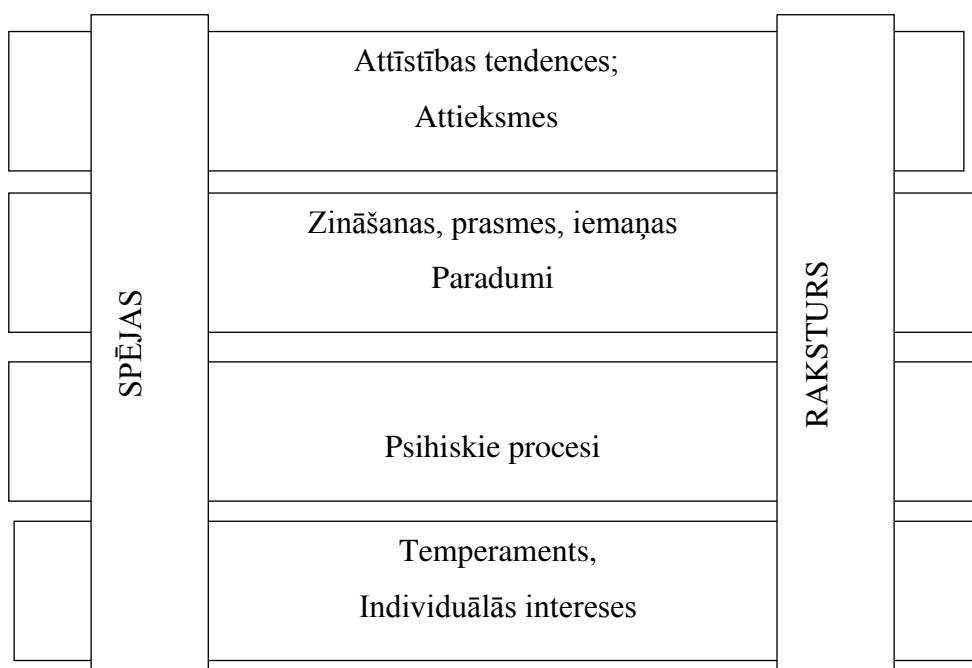 Attīstības tendences;
Attieksmes
Zināšanas, prasmes, iemaņas
Paradumi
SPĒJAS
RAKSTURS
Psihiskie procesi
Temperaments,
Individuālās intereses